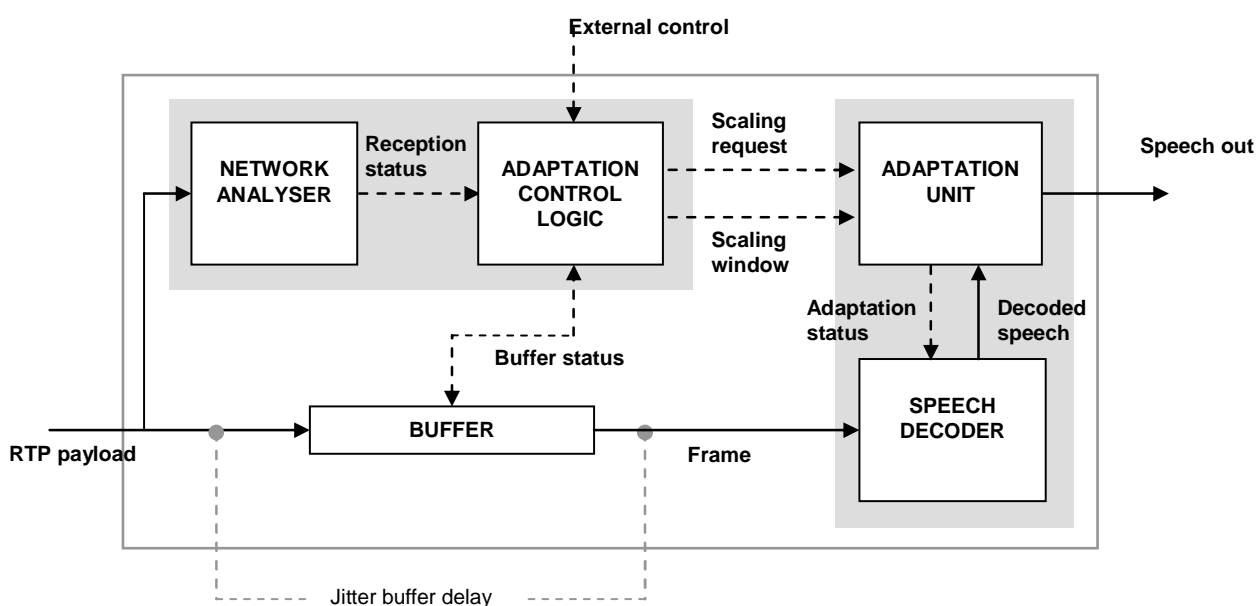 External control
Scaling
request
Reception
status
NETWORK
ANALYSER
ADAPTATION
CONTROL
LOGIC
ADAPTATION
UNIT
Speech out
Scaling
window
Adaptation
status
Decoded
speech
Buffer status
SPEECH
DECODER
BUFFER
RTP payload
Frame
Jitter buffer delay